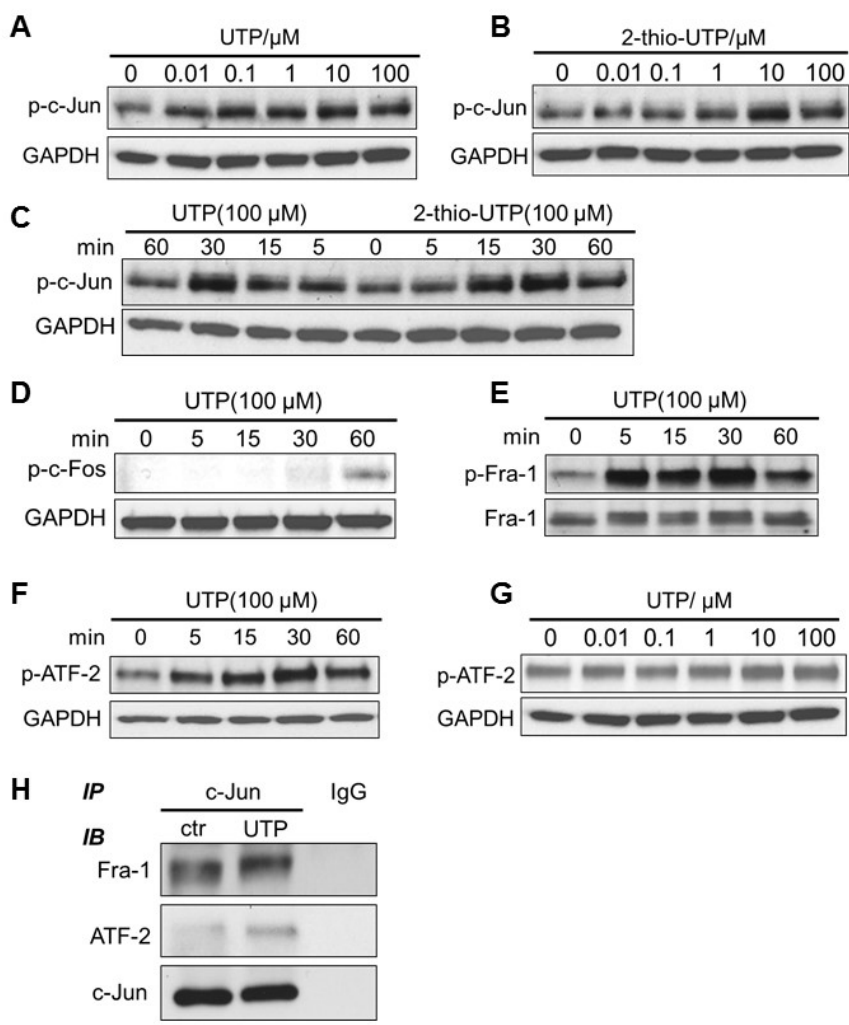 A
UTP/µM
0 0.01 0.1 1 10 100
p-c-Jun
GAPDH
B
2-thio-UTP/µM
0 0.01 0.1 1 10 100
p-c-Jun
GAPDH
C
UTP(100 µM) 2-thio-UTP(100 µM)
min 60 30 15 5 0 5 15 30 60
p-c-Jun
GAPDH
D
UTP(100 µM)
min 0 5 15 30 60
p-c-Fos
GAPDH
E
UTP(100 µM)
min 0 5 15 30 60
p-Fra-1
Fra-1
F
UTP(100 µM)
min 0 5 15 30 60
p-ATF-2
GAPDH
G
UTP/ µM
0 0.01 0.1 1 10 100
p-ATF-2
GAPDH
H
IP c-Jun IgG
IB ctr UTP
Fra-1
ATF-2
c-Jun